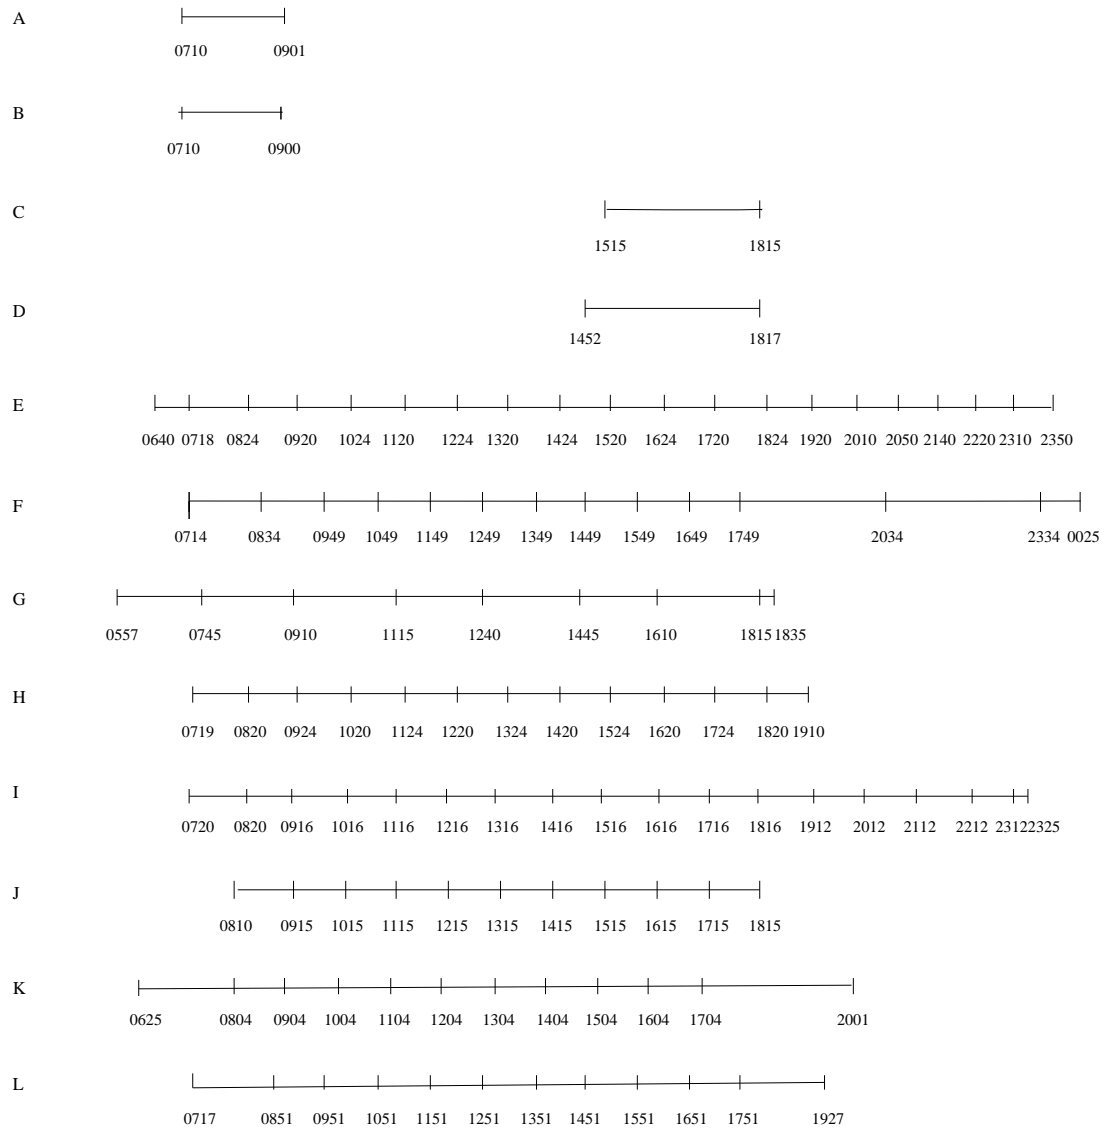 A
0710 0901
B
0710 0900
C
1515 1815
D
1452 1817
E
0640 0718 0824 0920 1024 1120 1224 1320 1424 1520 1624 1720 1824 1920 2010 2050 2140 2220 2310 2350
F
0714 0834 0949 1049 1149 1249 1349 1449 1549 1649 1749 2034 2334 0025
G
0557 0745 0910 1115 1240 1445 1610 1815 1835
H
0719 0820 0924 1020 1124 1220 1324 1420 1524 1620 1724 1820 1910
I
0720 0820 0916 1016 1116 1216 1316 1416 1516 1616 1716 1816 1912 2012 2112 2212 2312 2325
J
0810 0915 1015 1115 1215 1315 1415 1515 1615 1715 1815
K
0625 0804 0904 1004 1104 1204 1304 1404 1504 1604 1704 2001
L
0717 0851 0951 1051 1151 1251 1351 1451 1551 1651 1751 1927